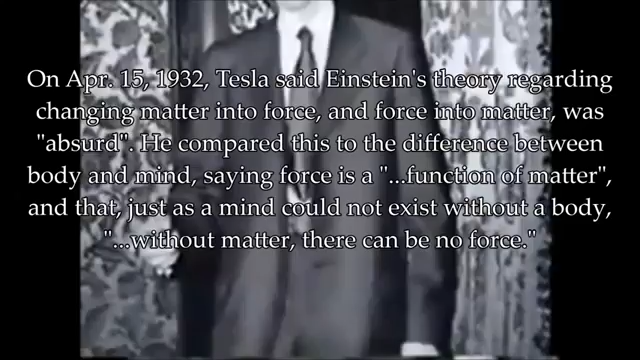 On Apr. 15, 1932, Tesla said Einstein's theory regarding
changing matter into force, and force into matter, was
"absurd". He compared this to the difference between
body and mind, saying force is a "...function of matter",
and that, just as a mind could not exist without a body,
"...without matter, there can be no force."